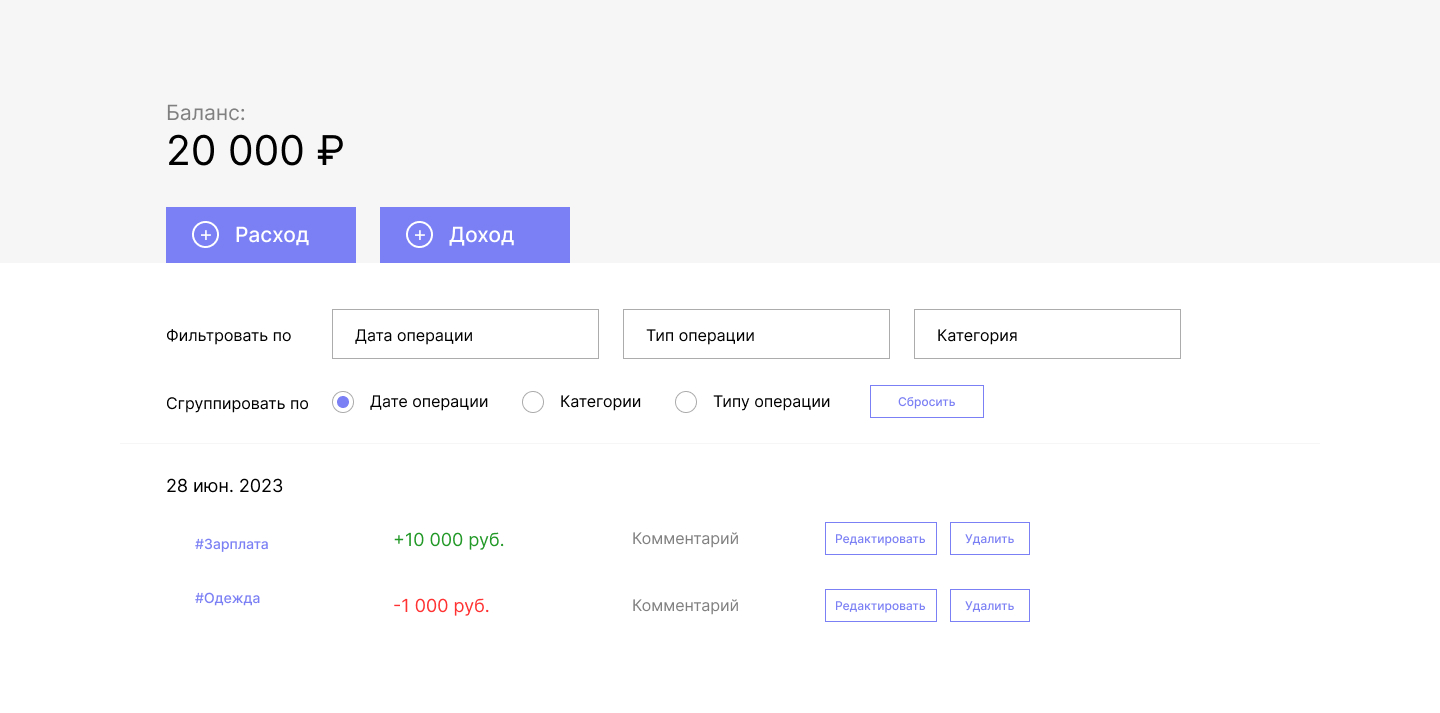 Баланс:
20 000 ₽
Расход
Доход
Фильтровать по
Дата операции
Тип операции
Категория
Сгруппировать по
Дате операции
Категории
Типу операции
Сбросить
28 июн. 2023
#Зарплата
+10 000 руб.
Комментарий
Редактировать
Удалить
#Одежда
-1 000 руб.
Комментарий
Редактировать
Удалить